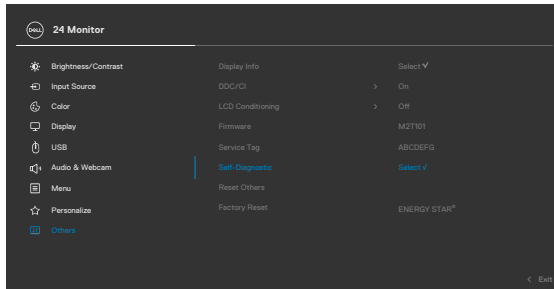 DELL 24 Monitor
Brightness/Contrast Display Info Select ✓
Input Source DDC/CI > On
Color LCD Conditioning > Off
Display Firmware M2T101
USB Service Tag ABCDEFG
Audio & Webcam Self-Diagnostic Select √
Menu Reset Others
Personalize Factory Reset ENERGY STAR®
Others
< Exit